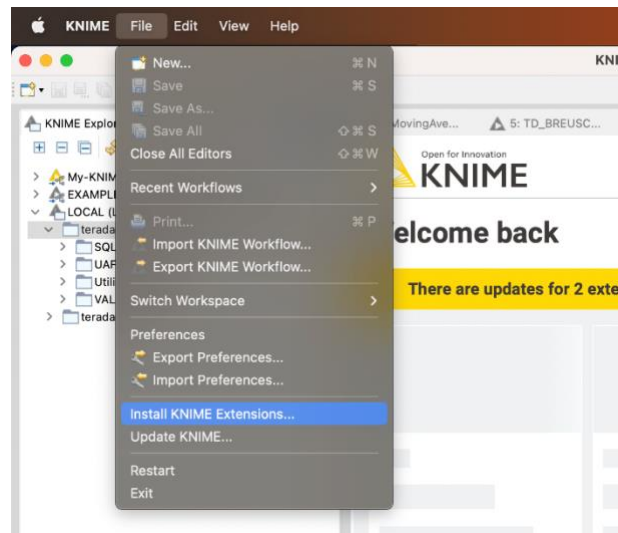 KNIME File Edit View Help
KNI
New... ⌘ N
Save ⌘ S
Save As...
Save All ⇧ ⌘ S
Close All Editors ⇧ ⌘ W
Recent Workflows
Print... ⌘ P
Import KNIME Workflow...
Export KNIME Workflow...
Switch Workspace
Preferences
Export Preferences...
Import Preferences...
Install KNIME Extensions...
Update KNIME...
Restart
Exit
KNIME Explo
My-KNIM
EXAMPL
LOCAL (L
terada
SQL
UAF
Utili
VAL
terada
MovingAve... 5: TD_BREUSC...
Open for Innovation
KNIME
elcome back
There are updates for 2 exte